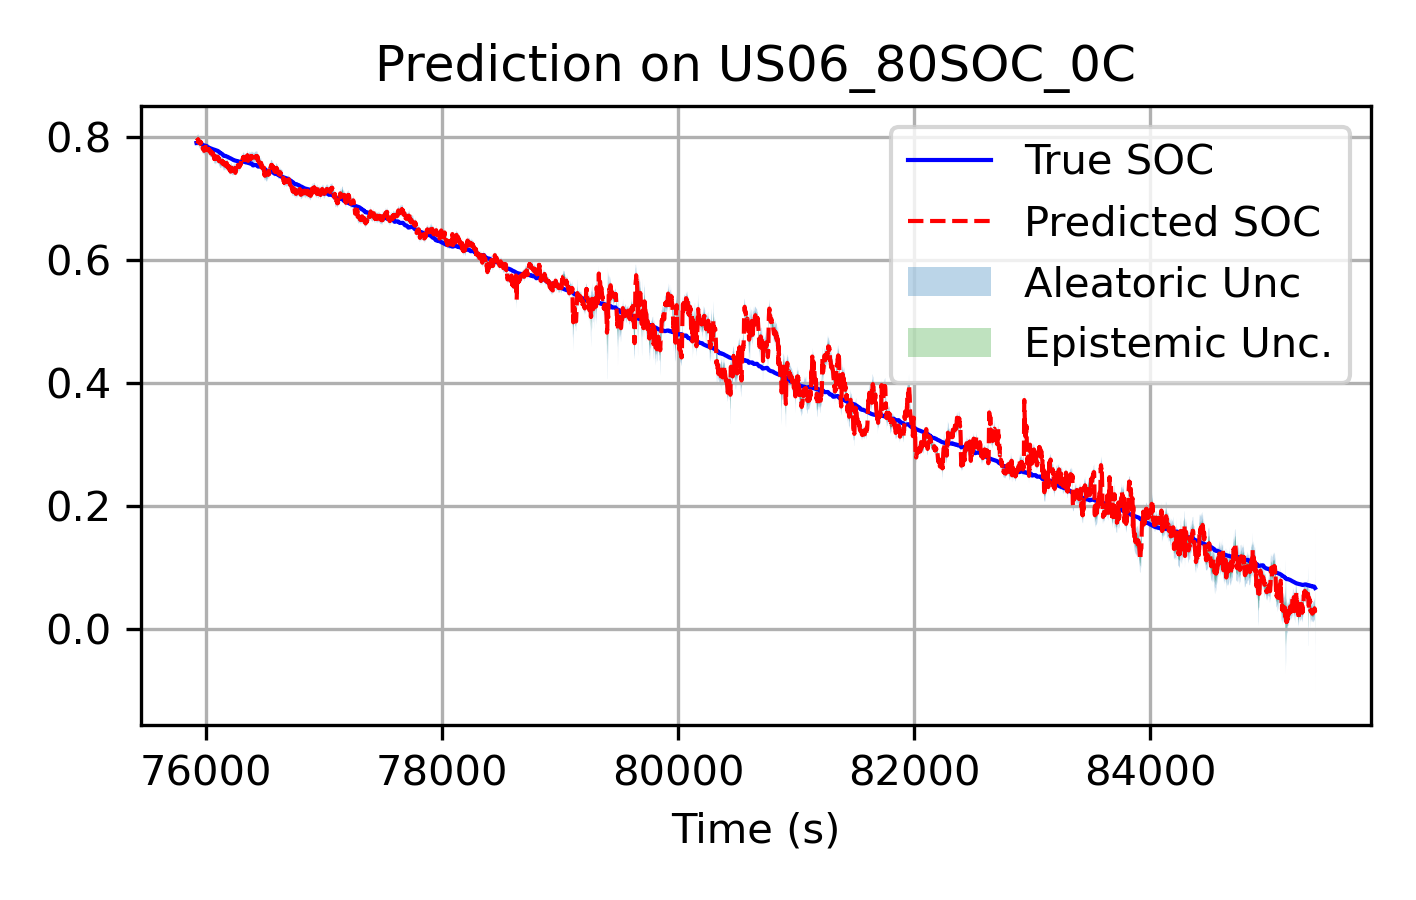 Prediction on US06_80SOC_0C
True SOC
Predicted SOC
Aleatoric Unc
Epistemic Unc.
0.8
0.6
0.4
0.2
0.0
76000 78000 80000 82000 84000
Time (s)